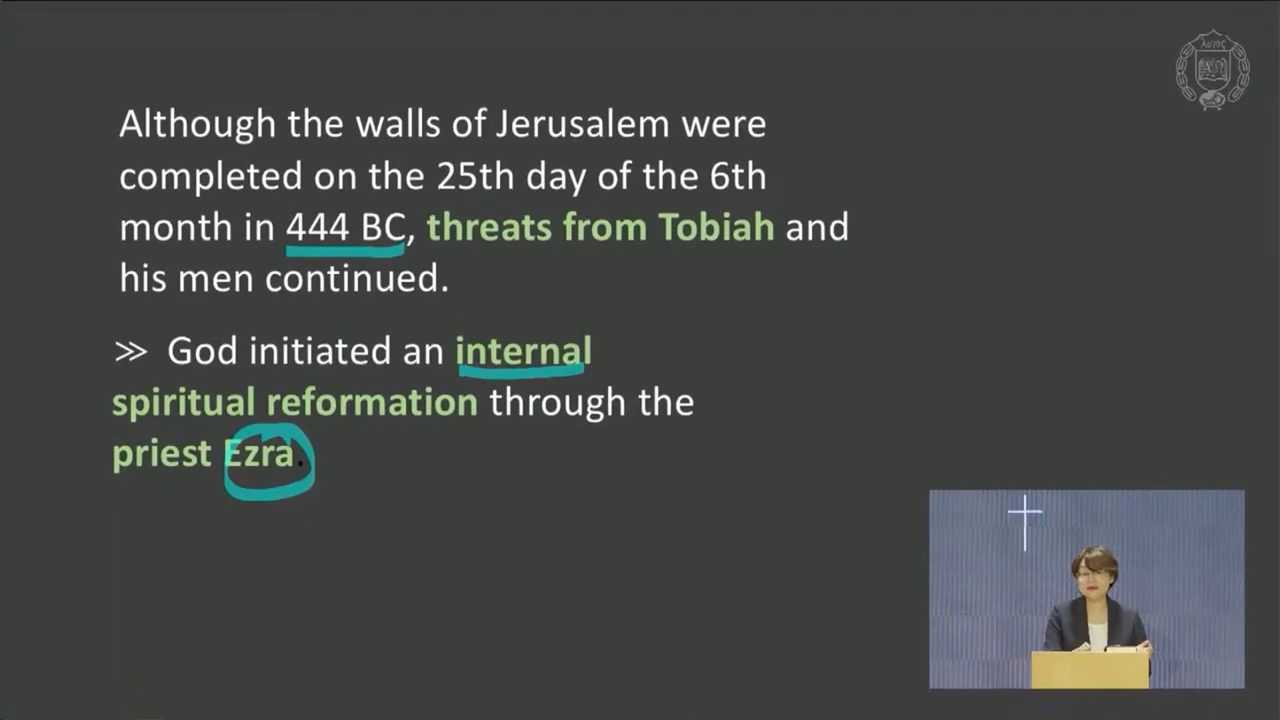 λόγος
Α Ω
Although the walls of Jerusalem were
completed on the 25th day of the 6th
month in 444 BC, threats from Tobiah and
his men continued.
≫ God initiated an internal
spiritual reformation through the
priest Ezra.